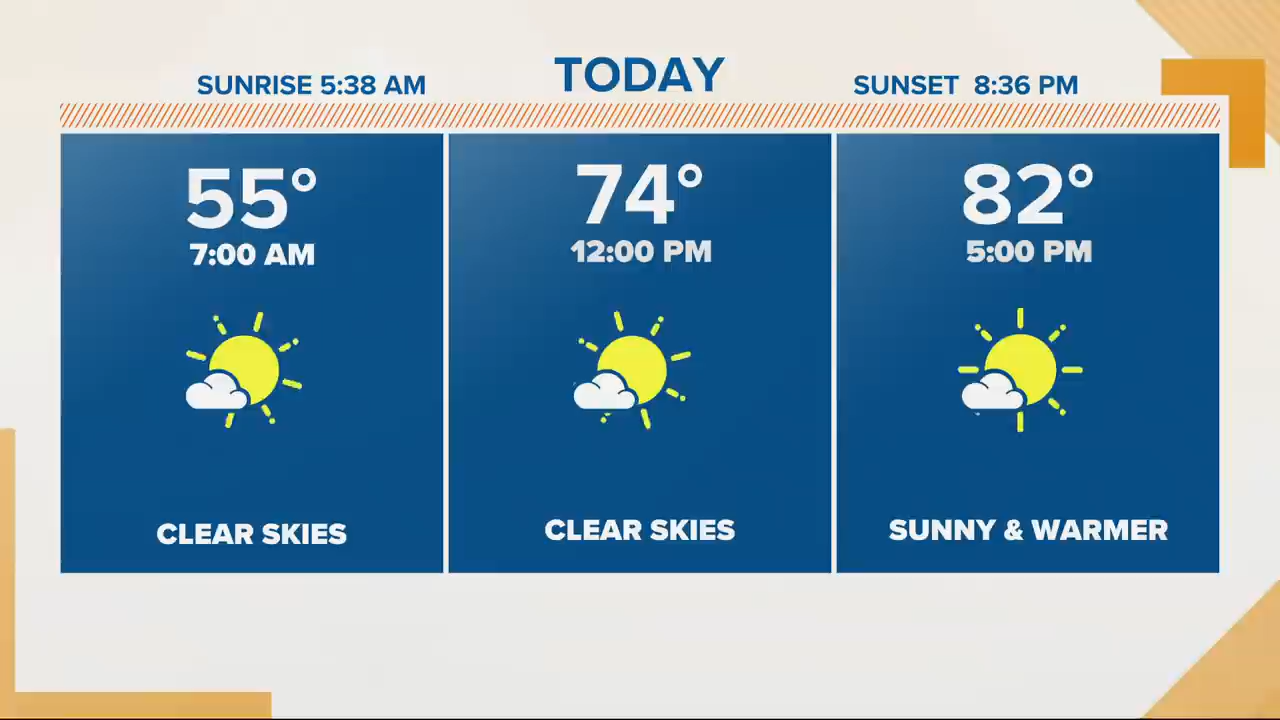 SUNRISE 5:38 AM
TODAY
SUNSET 8:36 PM
55°
7:00 AM
CLEAR SKIES
74°
12:00 PM
CLEAR SKIES
82°
5:00 PM
SUNNY & WARMER